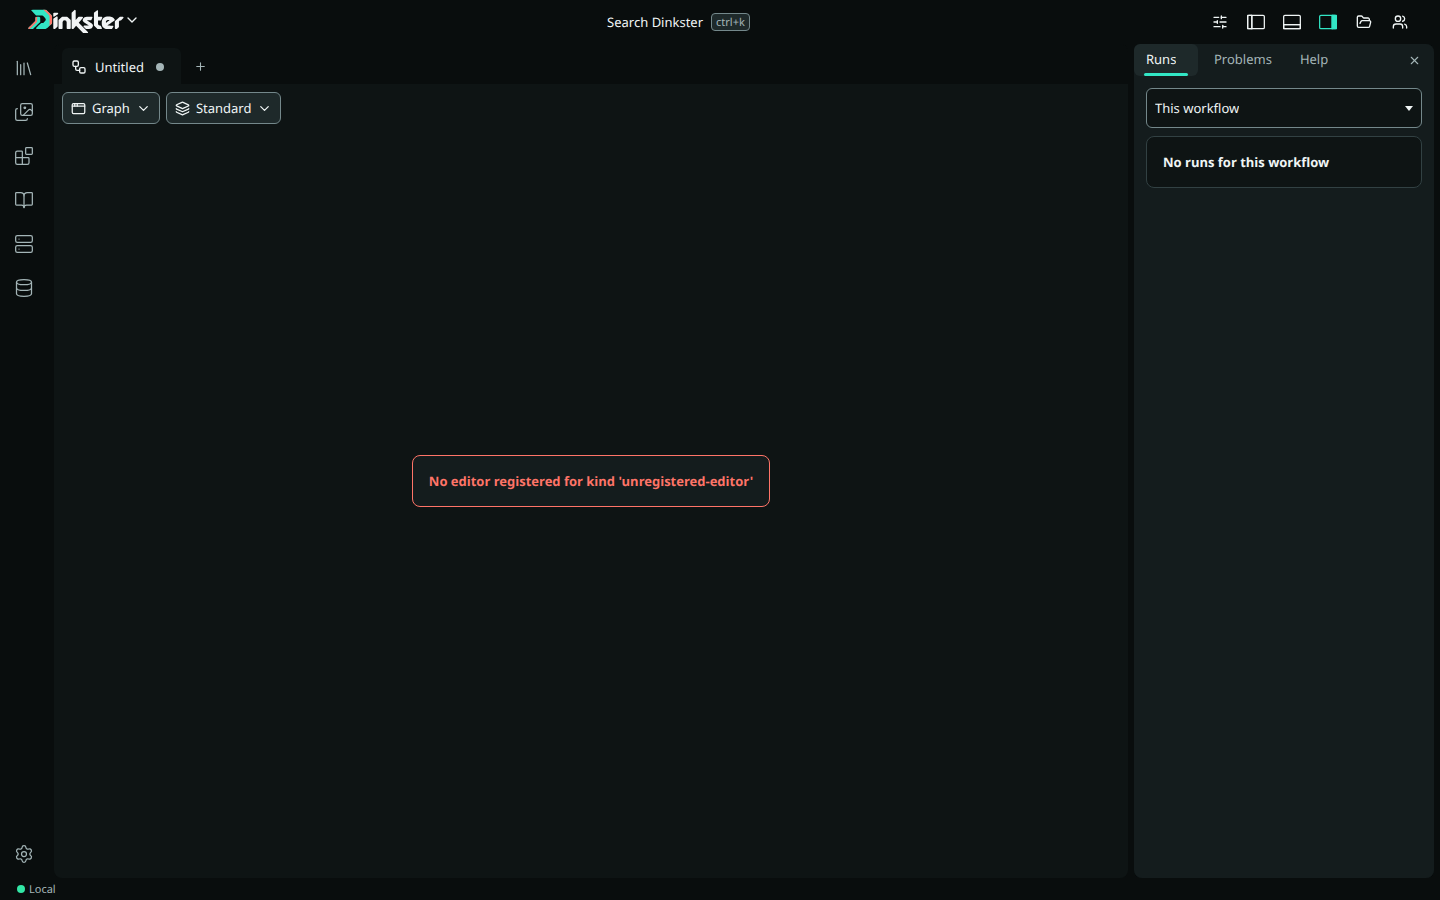 Dinkster
Search Dinkster ctrl+k
Untitled
Graph
Standard
No editor registered for kind 'unregistered-editor'
Runs
Problems
Help
This workflow
No runs for this workflow
Local